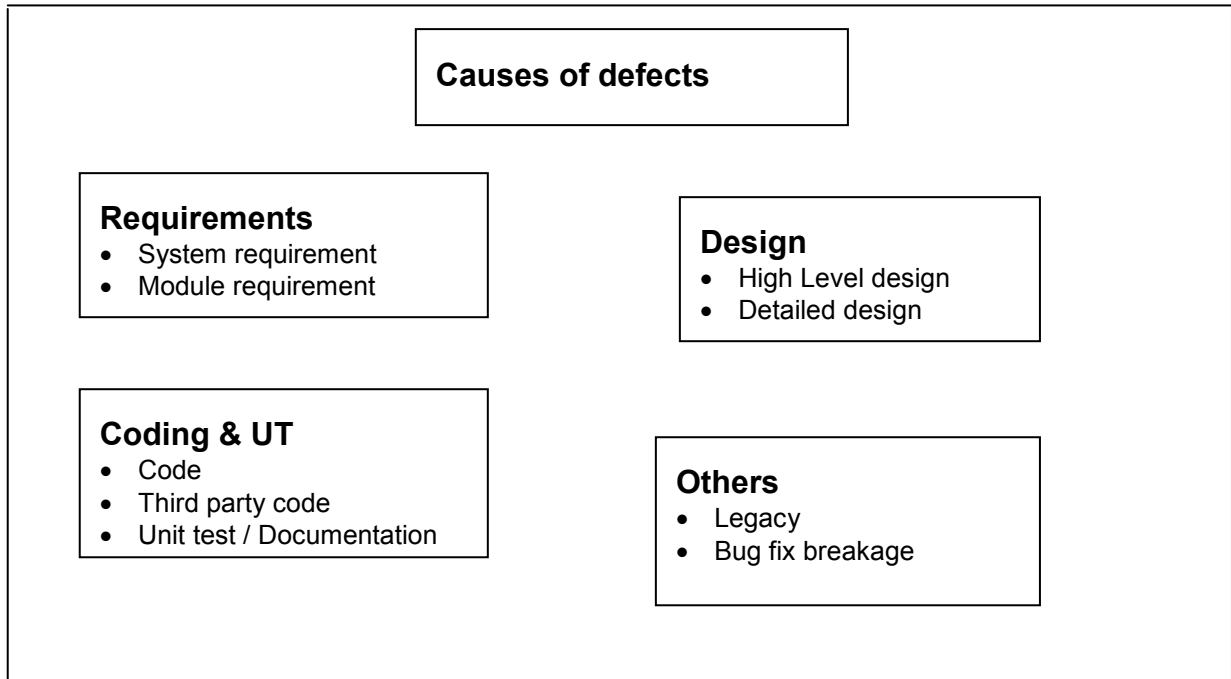 Causes of defects
Requirements
• System requirement
• Module requirement
Design
• High Level design
• Detailed design
Coding & UT
• Code
• Third party code
• Unit test / Documentation
Others
• Legacy
• Bug fix breakage